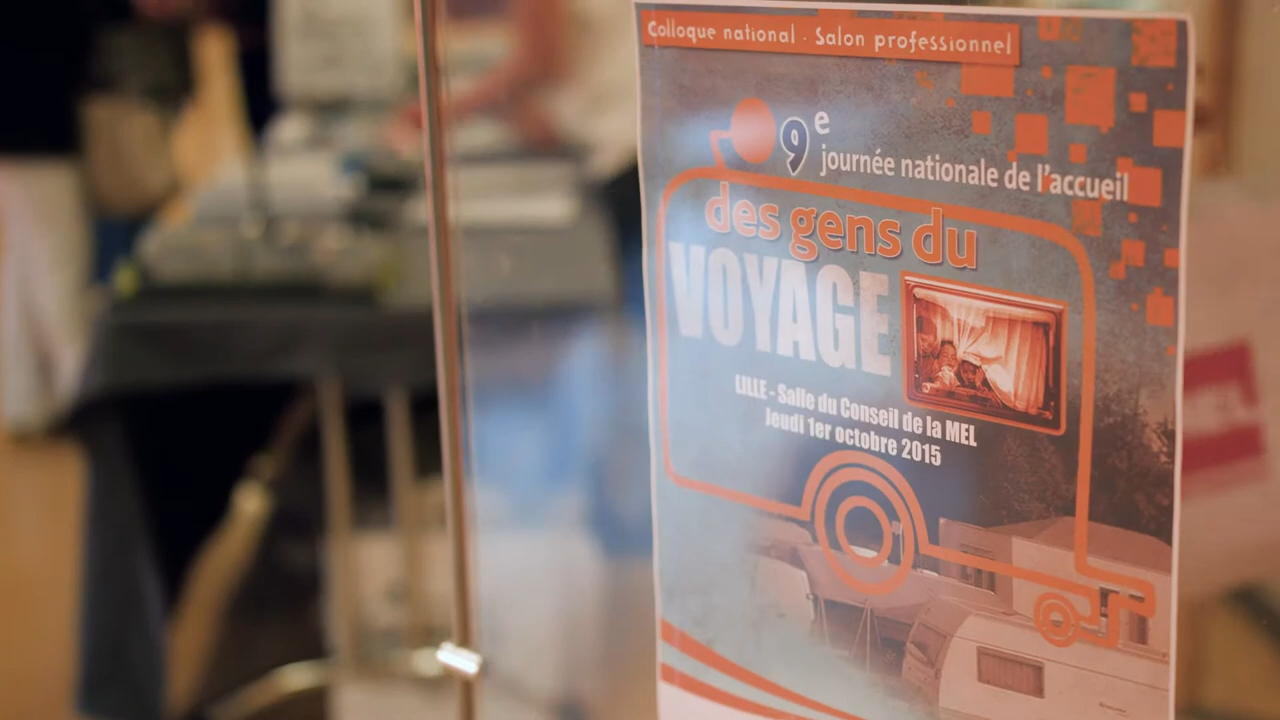 Colloque national · Salon professionnel
9e
journée nationale de l'accueil
des gens du
VOYAGE
LILLE - Salle du Conseil de la MEL
Jeudi 1er octobre 2015